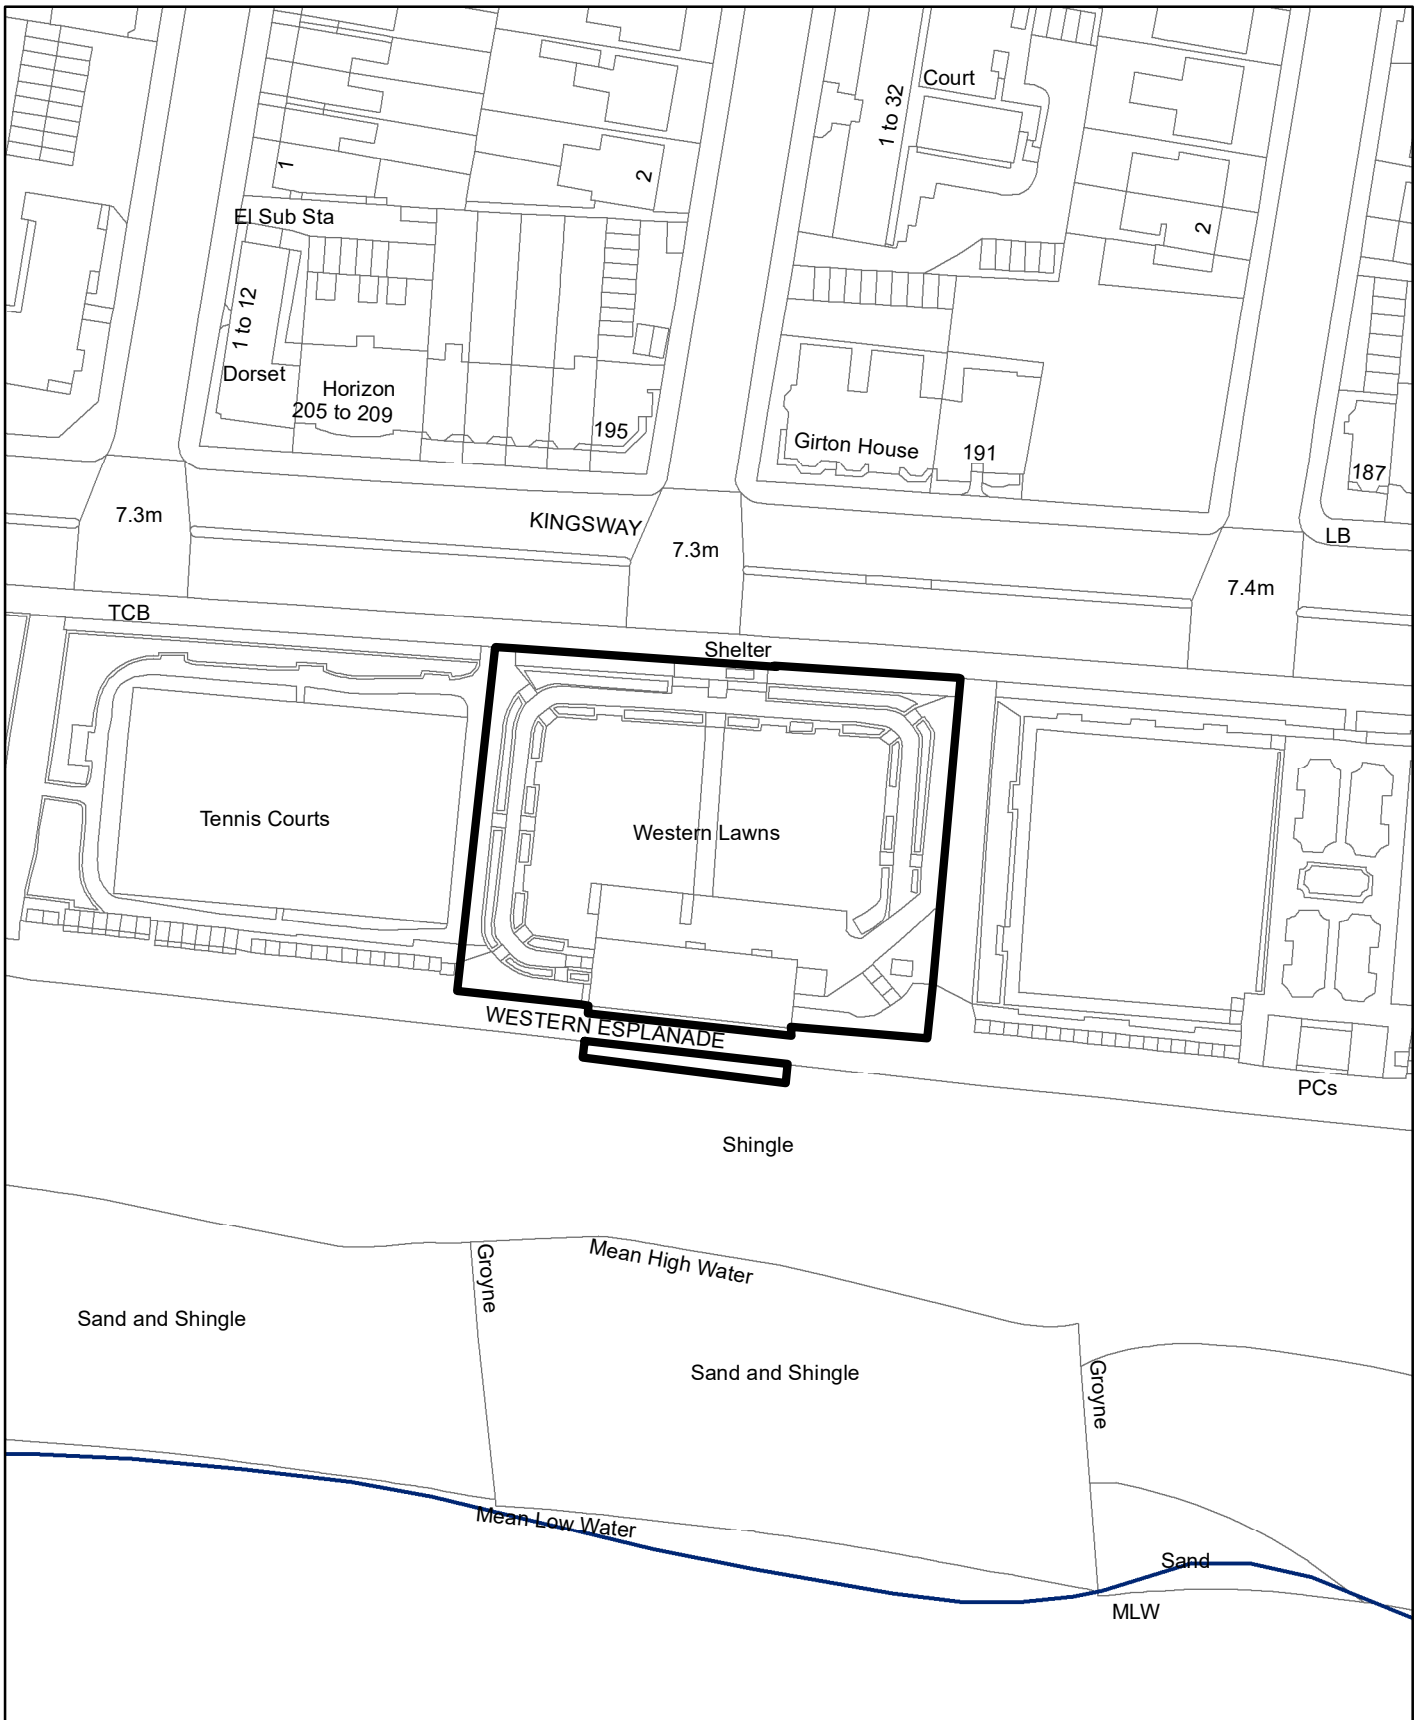 Court
1 to 32
1
2
2
El Sub Sta
1 to 12
Dorset
Horizon
205 to 209
195
Girton House
191
187
7.3m
KINGSWAY
7.3m
LB
7.4m
TCB
Shelter
Tennis Courts
Western Lawns
WESTERN ESPLANADE
PCs
Shingle
Groyne
Mean High Water
Sand and Shingle
Sand and Shingle
Groyne
Mean Low Water
Sand
MLW